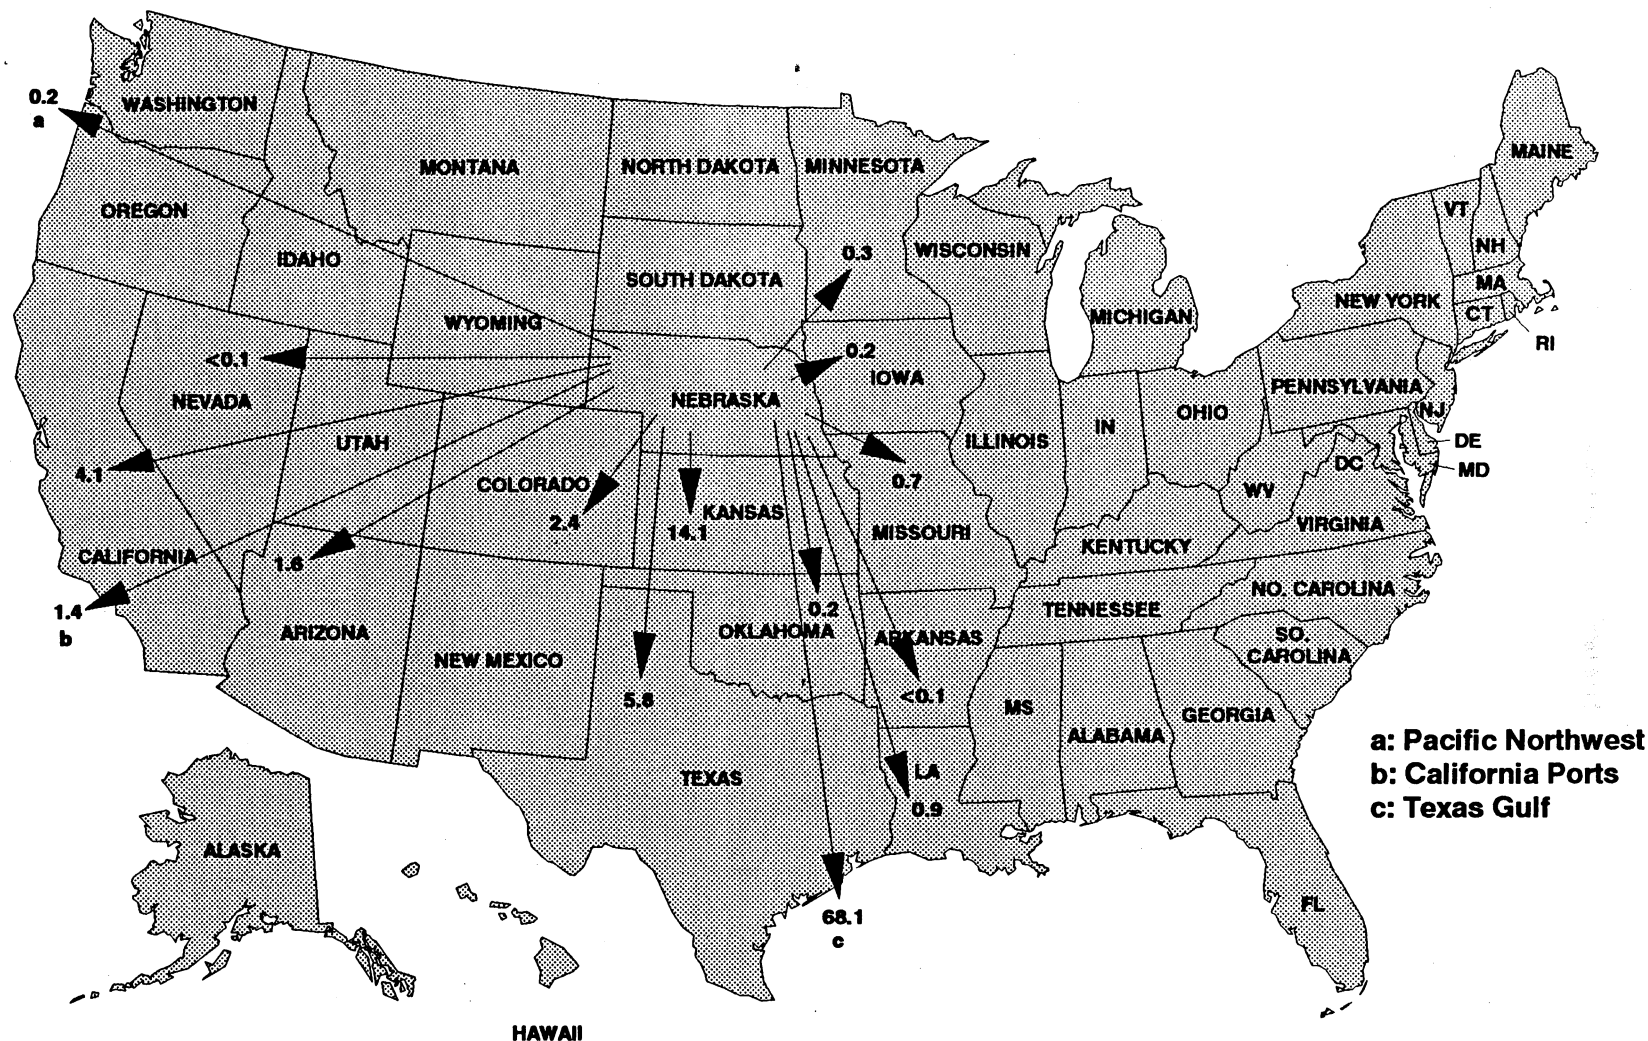 0.2
a
WASHINGTON
MONTANA
NORTH DAKOTA
MINNESOTA
MAINE
OREGON
VT
NH
IDAHO
0.3
WISCONSIN
SOUTH DAKOTA
MA
NEW YORK
CT
MICHIGAN
WYOMING
RI
<0.1
0.2
IOWA
PENNSYLVANIA
NEVADA
NEBRASKA
OHIO
NJ
UTAH
IN
ILLINOIS
DE
4.1
DC
MD
COLORADO
0.7
WV
2.4
KANSAS
14.1
MISSOURI
VIRGINIA
CALIFORNIA
1.6
KENTUCKY
1.4
b
0.2
TENNESSEE
NO. CAROLINA
ARIZONA
OKLAHOMA
ARKANSAS
SO.
CAROLINA
NEW MEXICO
5.8
<0.1
MS
GEORGIA
ALABAMA
a: Pacific Northwest
TEXAS
LA
b: California Ports
0.9
c: Texas Gulf
ALASKA
68.1
c
FL
HAWAII